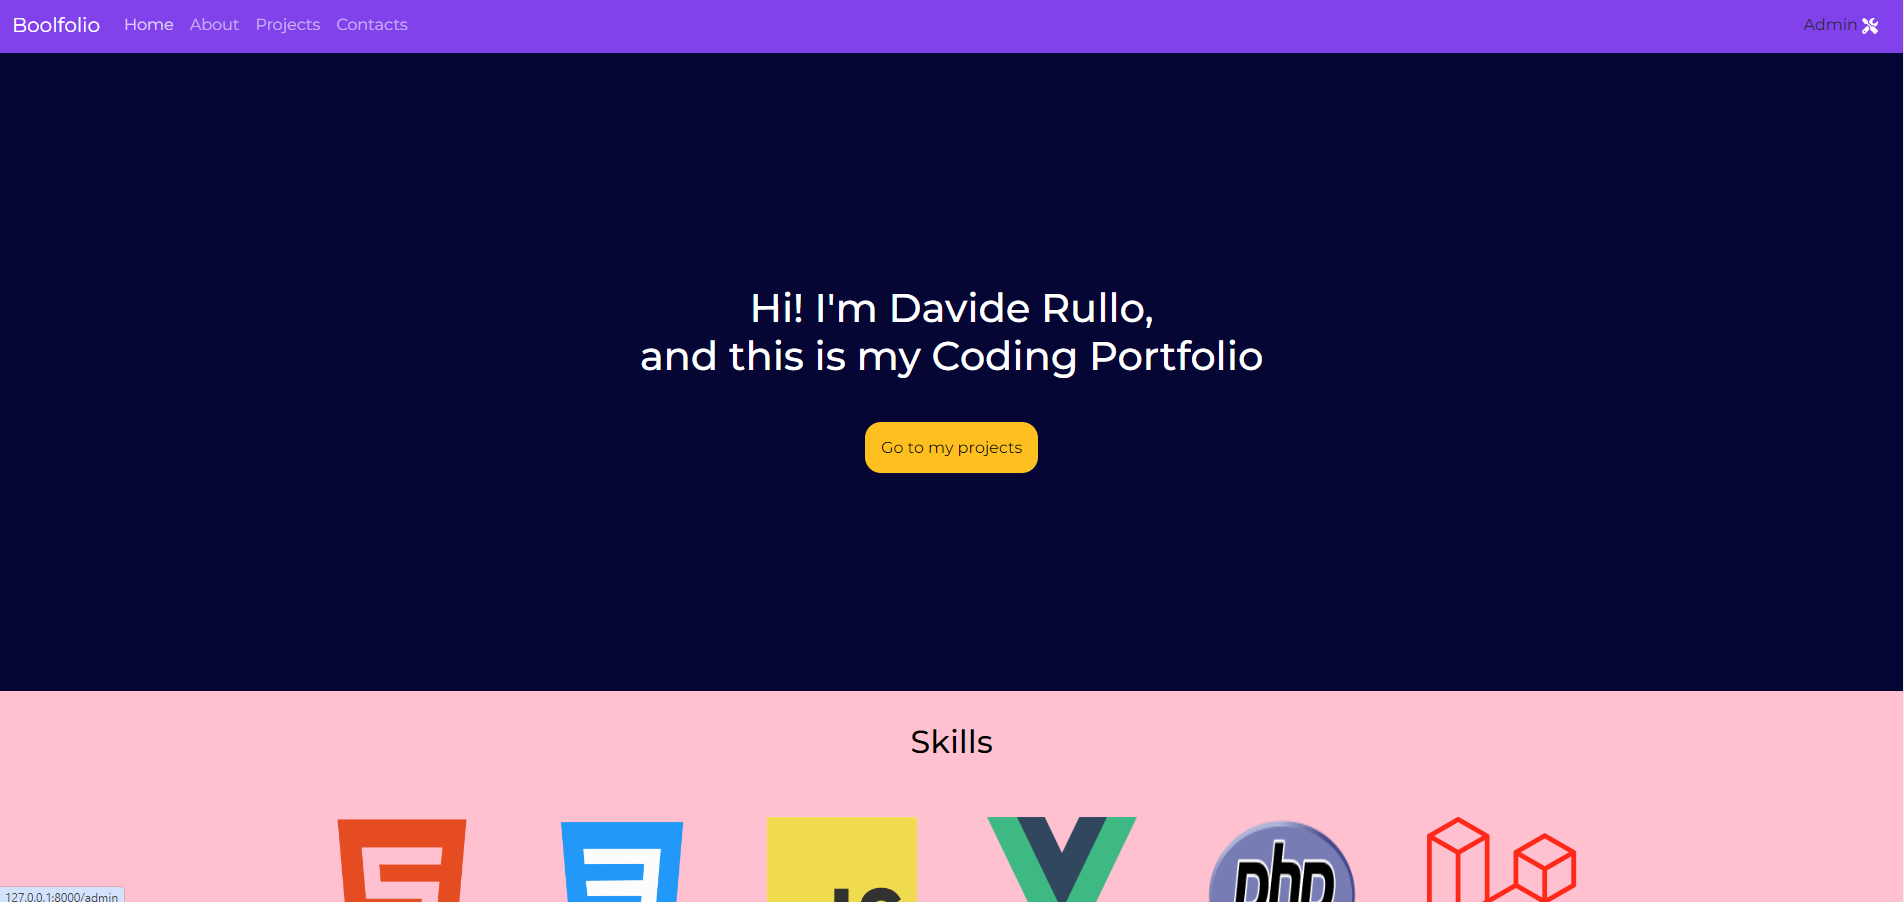 Boolfolio Home About Projects Contacts Admin
Hi! I'm Davide Rullo,
and this is my Coding Portfolio
Go to my projects
Skills
JS
php
127.0.0.1:8000/admin